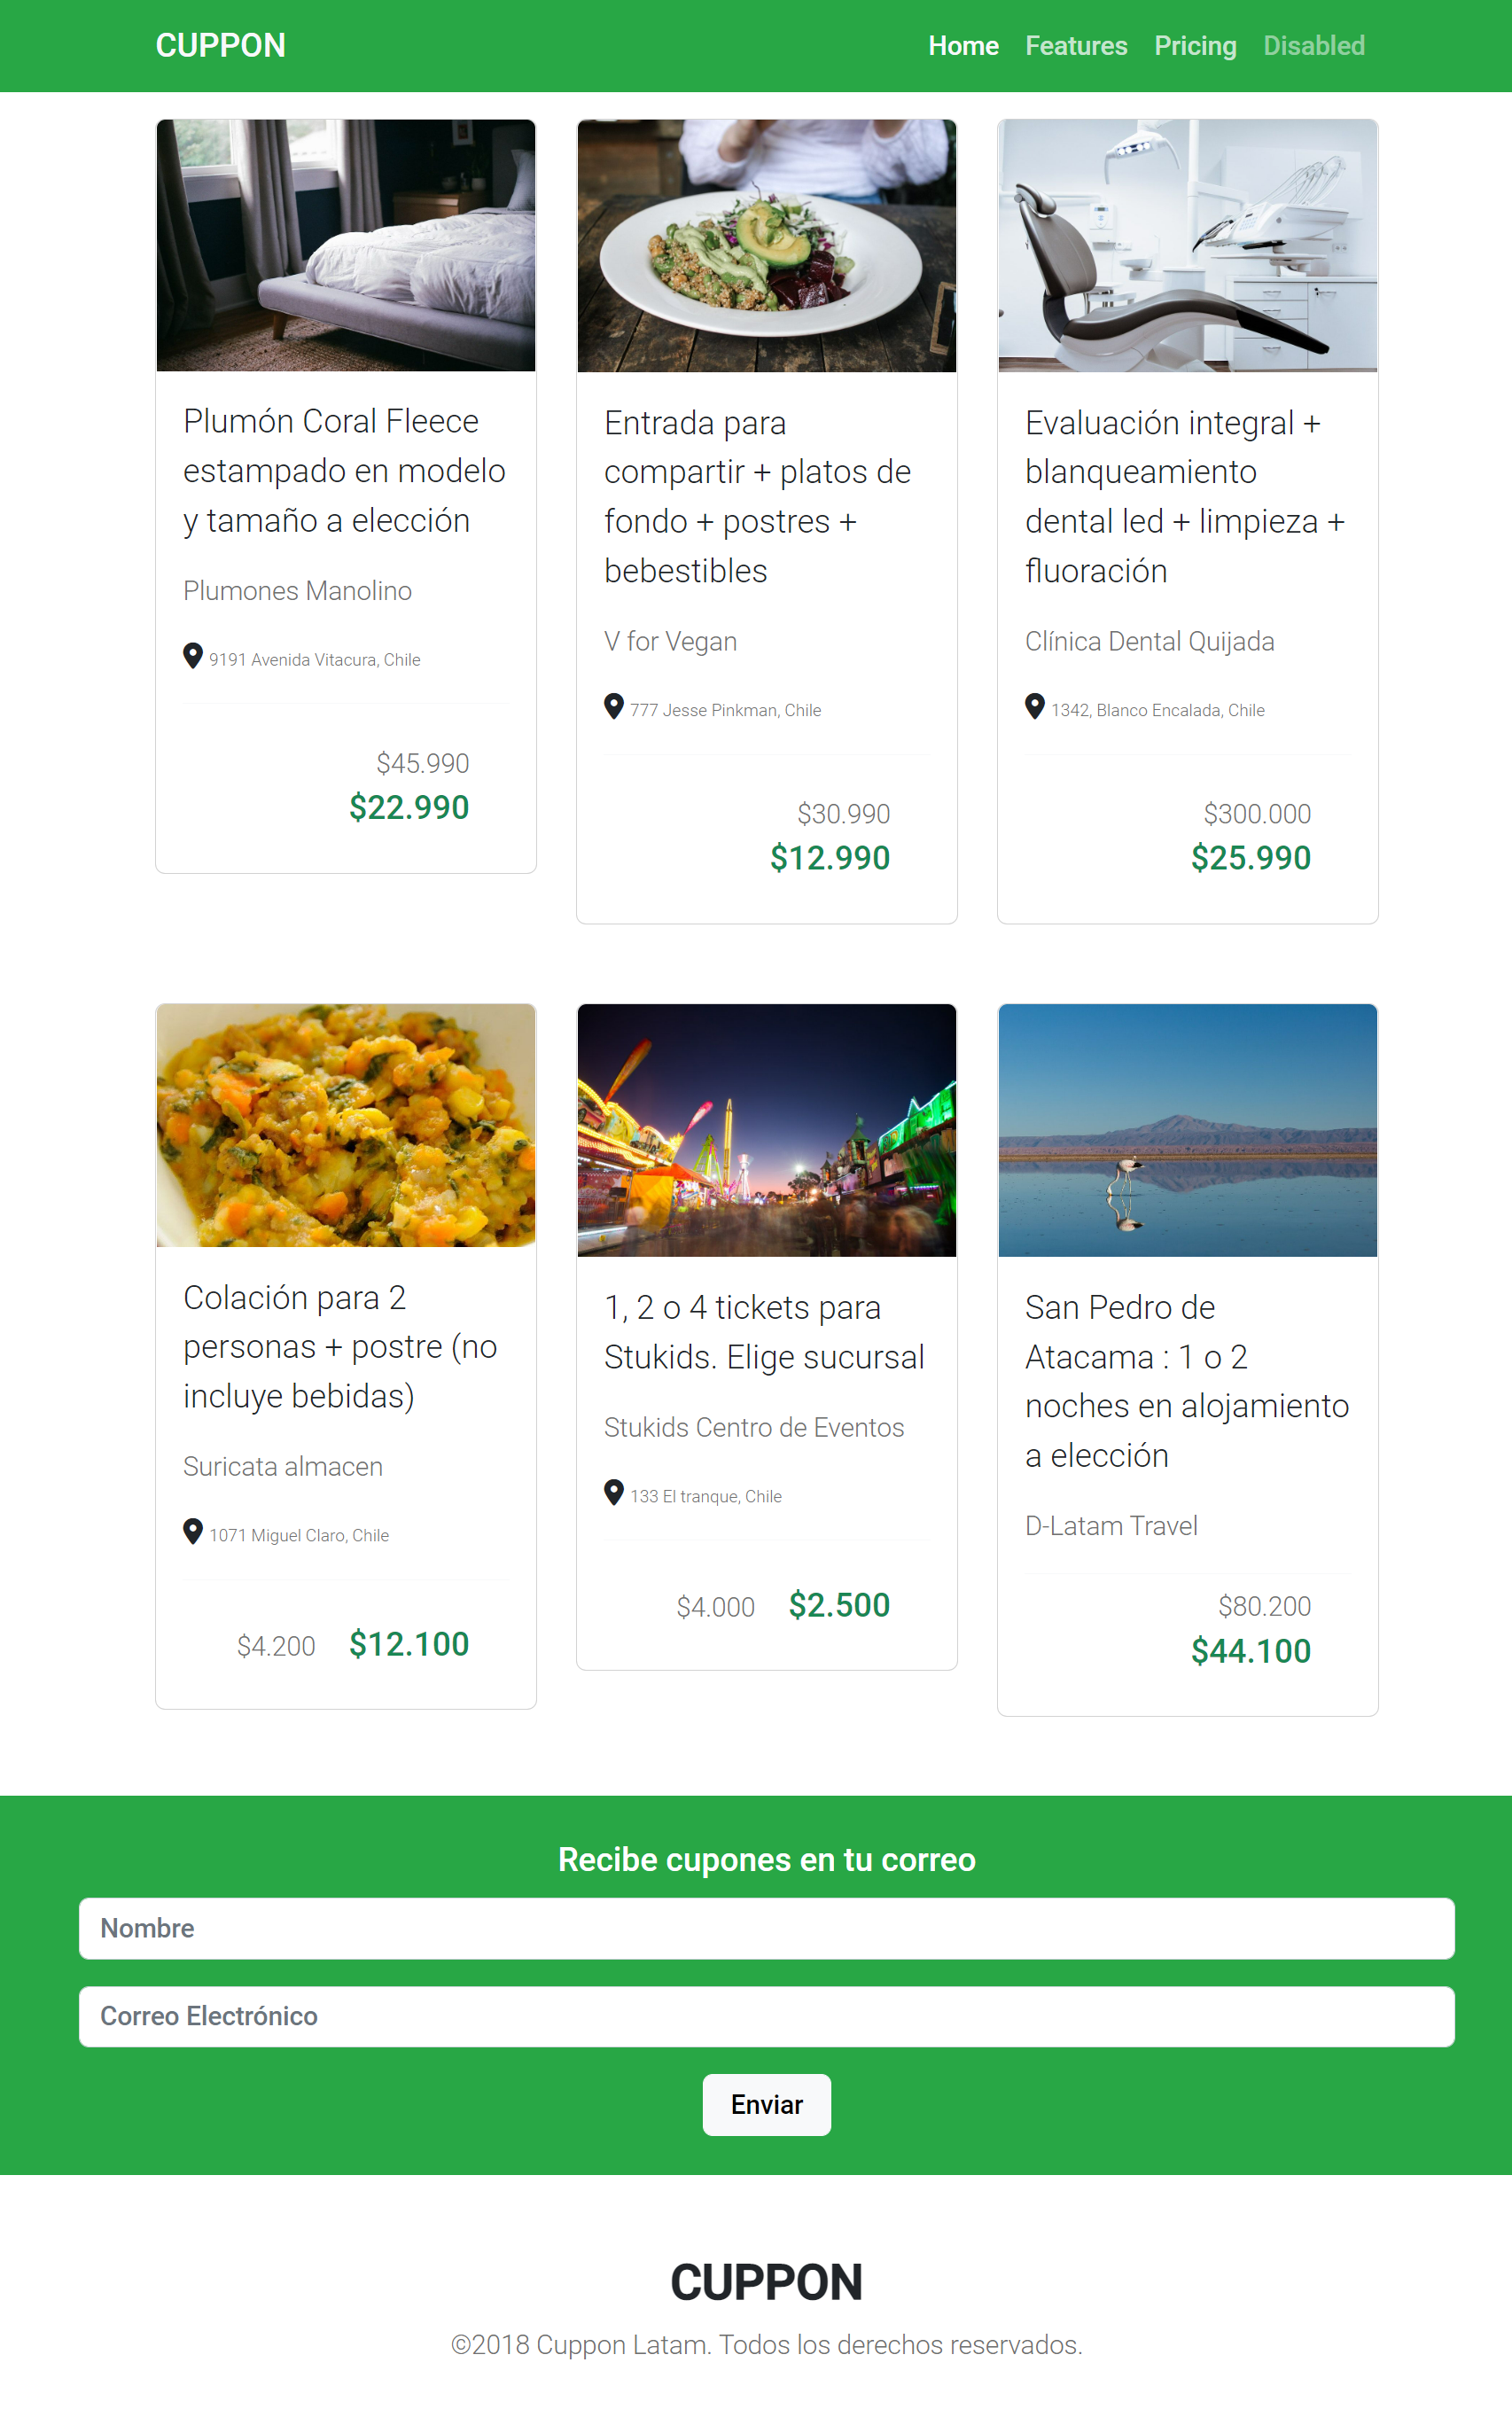 CUPPON
Home Features Pricing Disabled
Plumón Coral Fleece
estampado en modelo
y tamaño a elección
Plumones Manolino
9191 Avenida Vitacura, Chile
$45.990
$22.990
Entrada para
compartir + platos de
fondo + postres +
bebestibles
V for Vegan
777 Jesse Pinkman, Chile
$30.990
$12.990
Evaluación integral +
blanqueamiento
dental led + limpieza +
fluoración
Clínica Dental Quijada
1342, Blanco Encalada, Chile
$300.000
$25.990
Colación para 2
personas + postre (no
incluye bebidas)
Suricata almacen
1071 Miguel Claro, Chile
$4.200 $12.100
1, 2 o 4 tickets para
Stukids. Elige sucursal
Stukids Centro de Eventos
133 El tranque, Chile
$4.000 $2.500
San Pedro de
Atacama : 1 o 2
noches en alojamiento
a elección
D-Latam Travel
$80.200
$44.100
Recibe cupones en tu correo
Nombre
Correo Electrónico
Enviar
CUPPON
©2018 Cuppon Latam. Todos los derechos reservados.